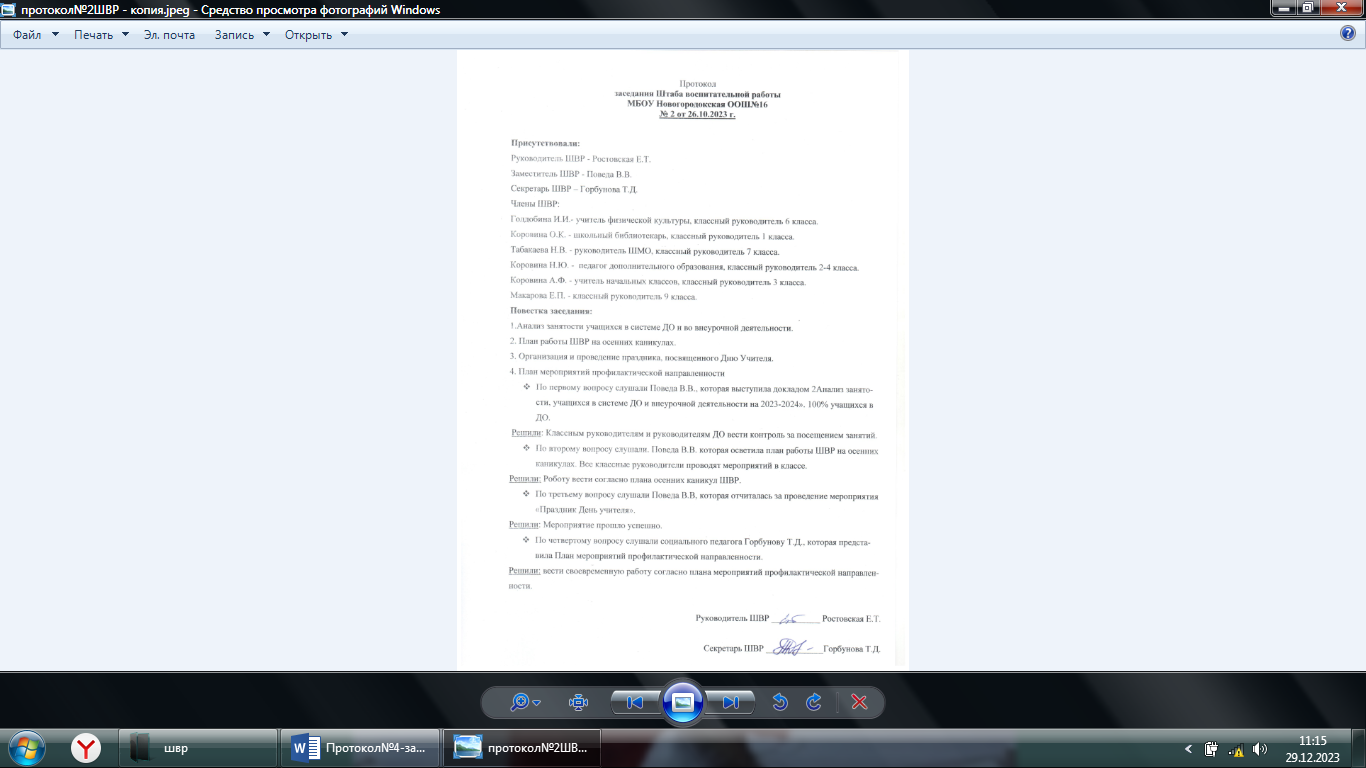 протокол№2ШВР - копия.jpeg - Средство просмотра фотографий Windows
Файл Печать Эл. почта Запись Открыть
Протокол
заседания Штаба воспитательной работы
МБОУ Новогородокская ООШ№16
№ 2 от 26.10.2023 г.
Присутствовали:
Руководитель ШВР - Ростовская Е.Т.
Заместитель ШВР - Поведа В.В.
Секретарь ШВР – Горбунова Т.Д.
Члены ШВР:
Голдобина И.И.- учитель физической культуры, классный руководитель 6 класса.
Коровина О.К. - школьный библиотекарь, классный руководитель 1 класса.
Табакаева Н.В. - руководитель ШМО, классный руководитель 7 класса.
Коровина Н.Ю. - педагог дополнительного образования, классный руководитель 2-4 класса.
Коровина А.Ф. - учитель начальных классов, классный руководитель 3 класса.
Макарова Е.П. - классный руководитель 9 класса.
Повестка заседания:
1.Анализ занятости учащихся в системе ДО и во внеурочной деятельности.
2. План работы ШВР на осенних каникулах.
3. Организация и проведение праздника, посвященного Дню Учителя.
4. План мероприятий профилактической направленности
❖ По первому вопросу слушали Поведа В.В., которая выступила докладом 2Анализ занято-
сти, учащихся в системе ДО и внеурочной деятельности на 2023-2024». 100% учащихся в
ДО.
Решили: Классным руководителям и руководителям ДО вести контроль за посещением занятий.
❖ По второму вопросу слушали. Поведа В.В. которая осветила план работы ШВР на осенних
каникулах. Все классные руководители проводят мероприятий в классе.
Решили: Роботу вести согласно плана осенних каникул ШВР.
❖ По третьему вопросу слушали Поведа В.В, которая отчиталась за проведение мероприятия
«Праздник День учителя».
Решили: Мероприятие прошло успешно.
❖ По четвертому вопросу слушали социального педагога Горбунову Т.Д., которая предста-
вила План мероприятий профилактической направленности.
Решили: вести своевременную работу согласно плана мероприятий профилактической направлен-
ности.
Руководитель ШВР ___________ Ростовская Е.Т.
Секретарь ШВР ____________ Горбунова Т.Д.
швр
Протокол№4-за...
протокол№2ШВ...
11:15
29.12.2023